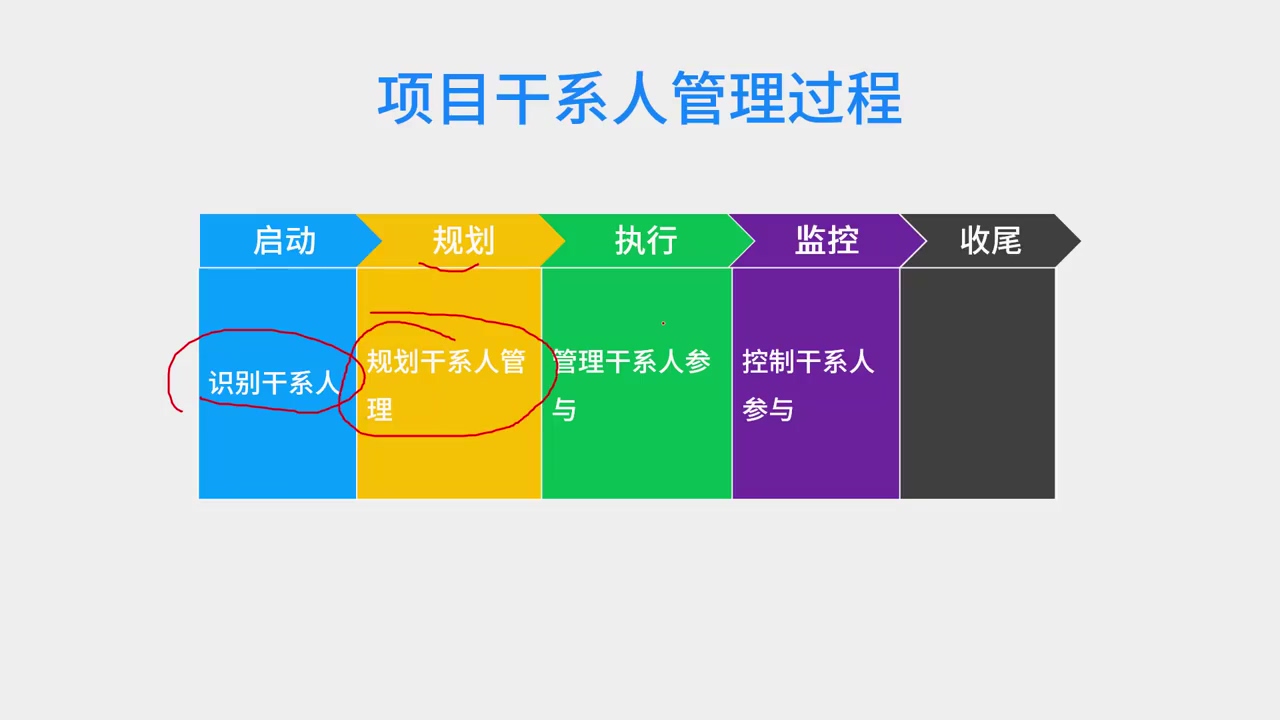 项目干系人管理过程
启动
规划
执行
监控
收尾
识别干系人
规划干系人管
理
管理干系人参
与
控制干系人
参与